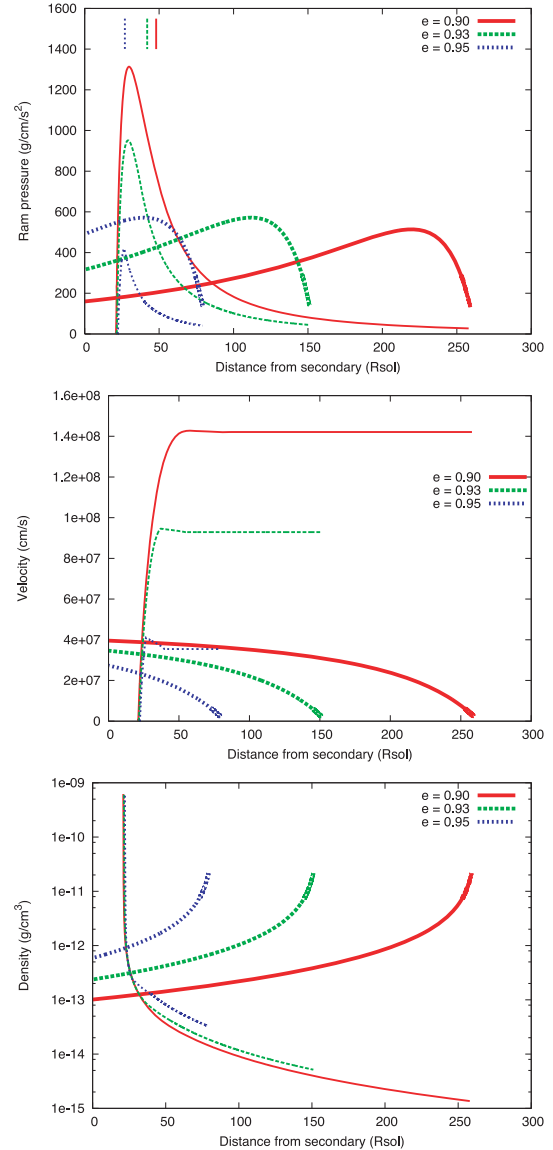 1600
1400
1200
1000
800
600
400
200
0
Ram pressure (g/cm/s²)
e = 0.90
e = 0.93
e = 0.95
0 50 100 150 200 250 300
Distance from secondary (Rsol)
1.6e+08
1.4e+08
1.2e+08
1e+08
8e+07
6e+07
4e+07
2e+07
0
Velocity (cm/s)
e = 0.90
e = 0.93
e = 0.95
0 50 100 150 200 250 300
Distance from secondary (Rsol)
1e-09
1e-10
1e-11
1e-12
1e-13
1e-14
1e-15
Density (g/cm³)
e = 0.90
e = 0.93
e = 0.95
0 50 100 150 200 250 300
Distance from secondary (Rsol)